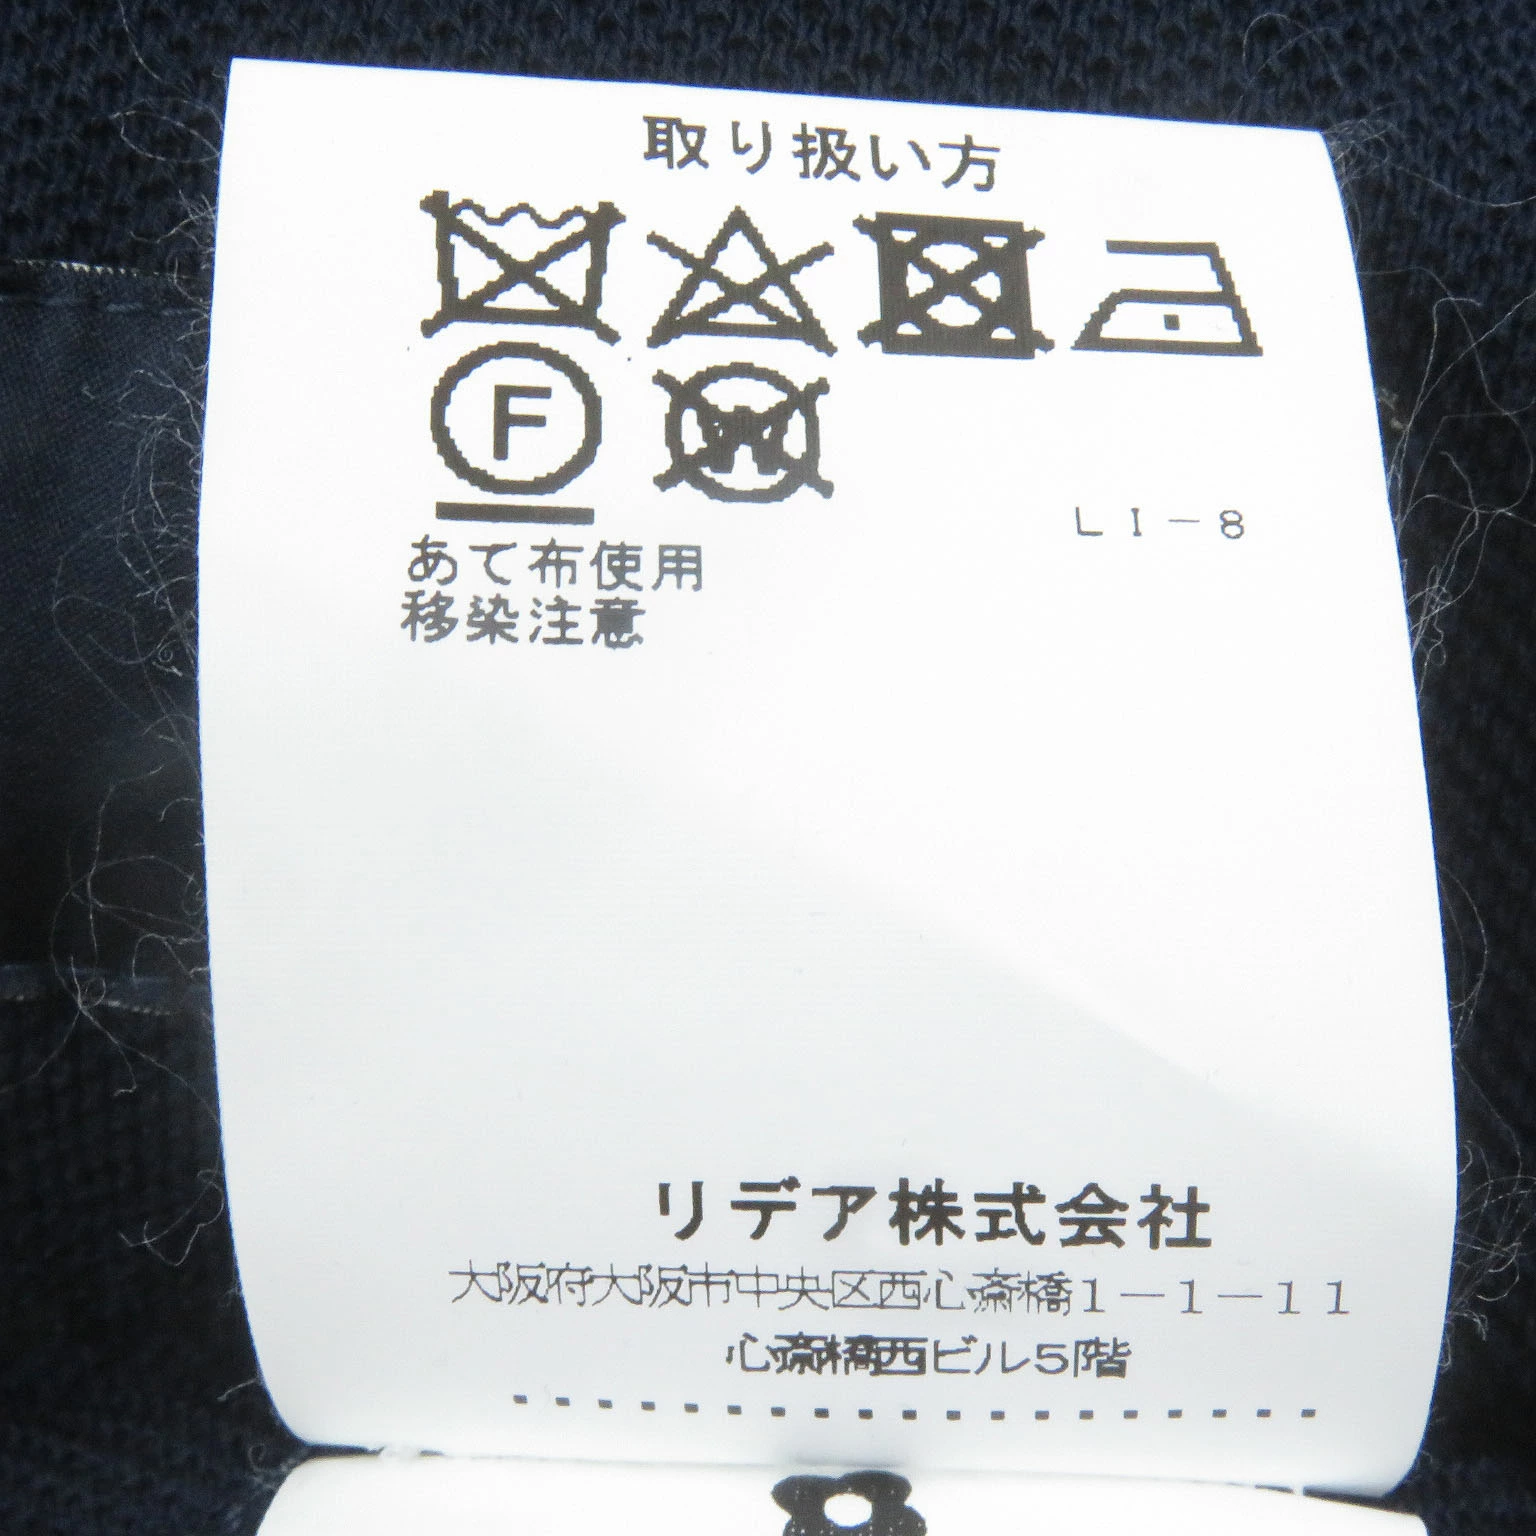 取り扱い方
F
W
LI-8
あて布使用
移染注意
リデア株式会社
大阪府大阪市中央区西心斎橋1-1-11
心斎橋西ビル5階